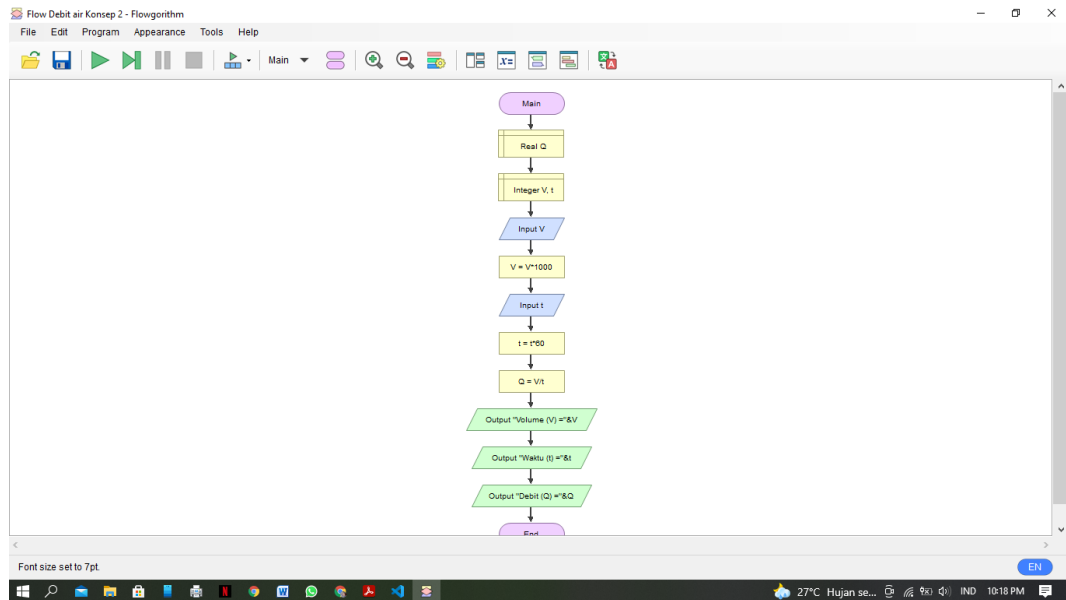 Flow Debit air Konsep 2 - Flowgorithm
File Edit Program Appearance Tools Help
Main
Main
Real Q
Integer V, t
Input V
V = V*1000
Input t
t = t*60
Q = V/t
Output "Volume (V) ="&V
Output "Waktu (t) ="&t
Output "Debit (Q) ="&Q
End
Font size set to 7pt.
EN
27°C Hujan se... IND 10:18 PM